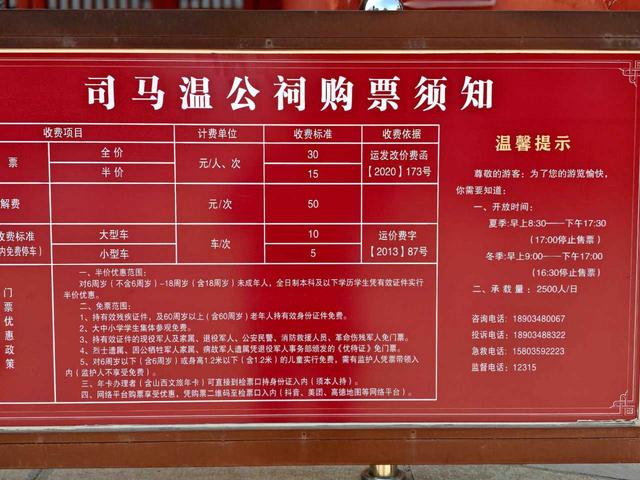 司马温公祠购票须知
收费项目 计费单位 收费标准 收费依据
票 全价 元/人、次 30 运发改价费函【2020】173号
半价 15
解费 元/次 50
收费标准 大型车 车/次 10 运价费字【2013】87号
内免费停车) 小型车 5
门票优惠政策
一、半价优惠范围：
对6周岁（不含6周岁）-18周岁（含18周岁）未成年人，全日制本科及以下学历学生凭有效证件实行
半价优惠。
二、免票范围：
1、持有效残疾证件，及60周岁以上（含60周岁）老年人持有效身份证件免费。
2、大中小学学生集体参观免费。
3、持有效证件的现役军人及家属、退役军人、公安民警、消防救援人员、革命伤残军人免门票。
4、烈士遗属、因公牺牲军人家属、病故军人遗属凭退役军人事务部颁发的《优待证》免门票。
5、对6周岁以下（含6周岁）或身高1.2米以下（含1.2米）的儿童实行免费，需有监护人凭票带领入
内（监护人不享受免费）。
三、年卡办理者（含山西文旅年卡）可直接到检票口持身份证入内（须本人持）。
四、网络平台购票享受优惠，凭购票二维码至检票口入内（抖音、美团、高德地图等网络平台）。
温馨提示
尊敬的游客：为了您的游览愉快，
你需要知道：
一、开放时间：
夏季:早上8:30——下午17:30
(17:00停止售票)
冬季:早上9:00——下午17:00
(16:30停止售票)
二、承载量：2500人/日
咨询电话：18903480067
投诉电话：18903488322
急救电话：15803592223
监督电话：12315